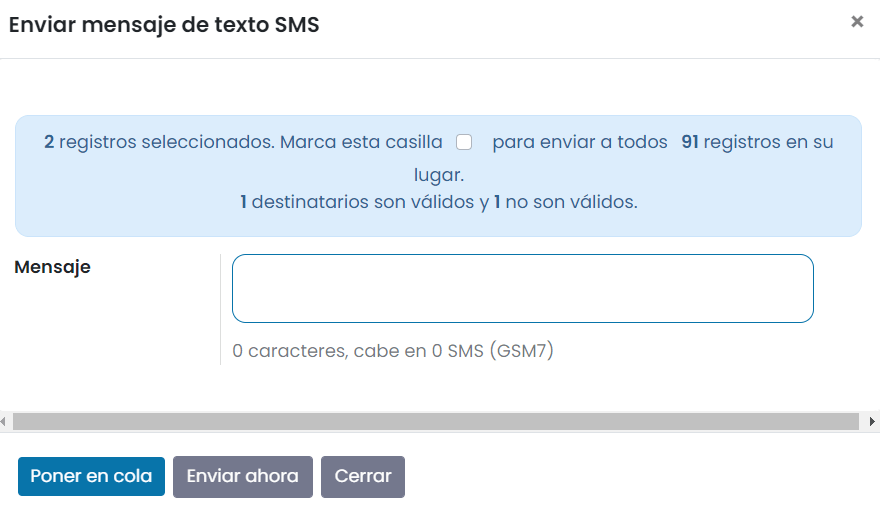 Enviar mensaje de texto SMS ×
2 registros seleccionados. Marca esta casilla para enviar a todos 91 registros en su
lugar.
1 destinatarios son válidos y 1 no son válidos.
Mensaje
0 caracteres, cabe en 0 SMS (GSM7)
Poner en cola Enviar ahora Cerrar